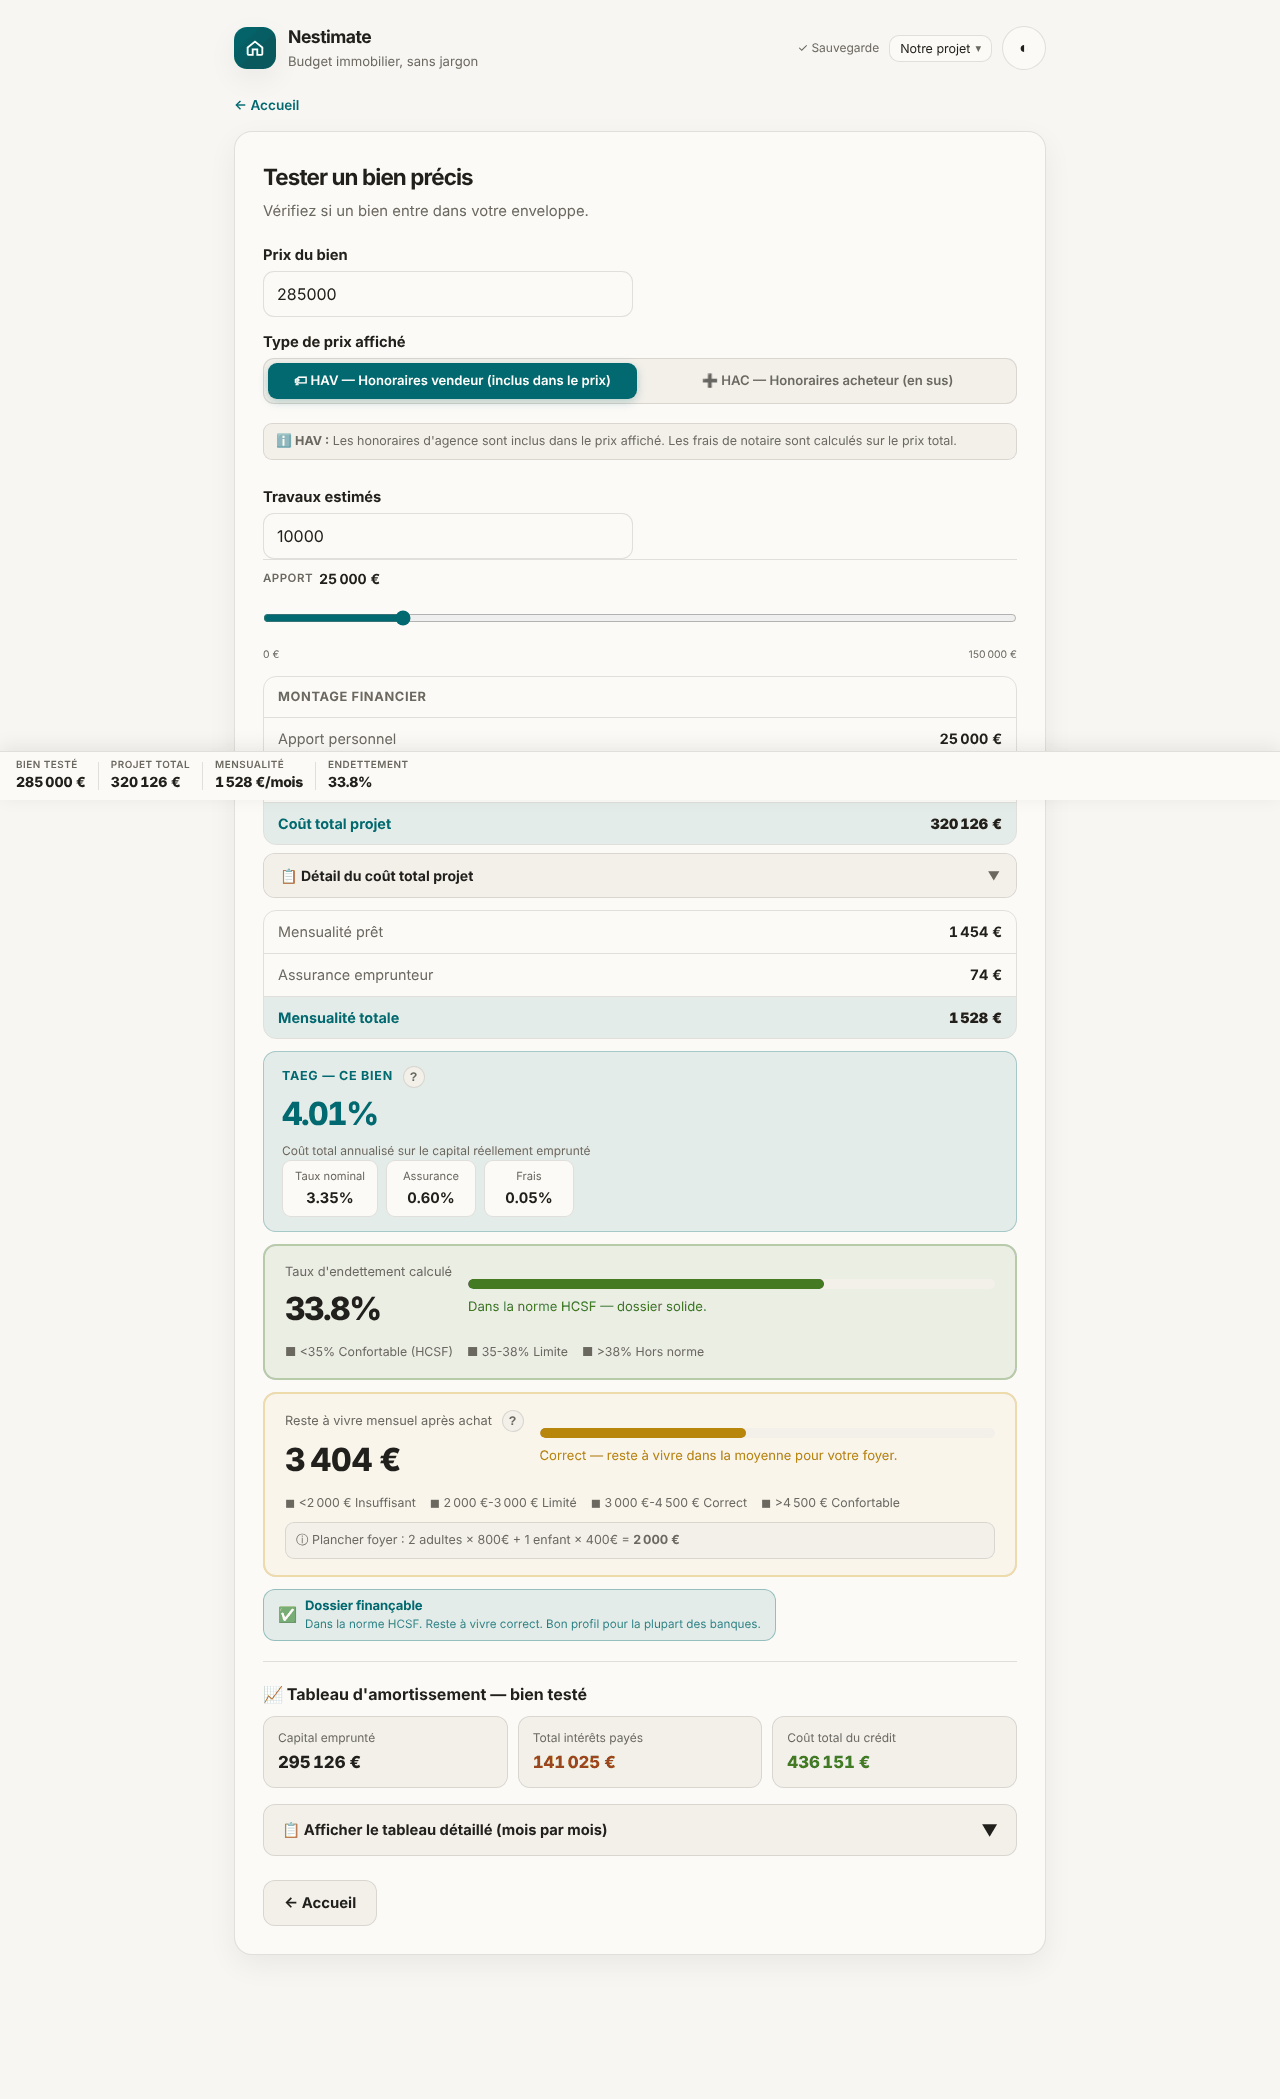 Nestimate
Budget immobilier, sans jargon
✓ Sauvegarde
Notre projet ▾
← Accueil
Tester un bien précis
Vérifiez si un bien entre dans votre enveloppe.
Prix du bien
285000
Type de prix affiché
🏷 HAV — Honoraires vendeur (inclus dans le prix)
➕ HAC — Honoraires acheteur (en sus)
ℹ️ HAV : Les honoraires d'agence sont inclus dans le prix affiché. Les frais de notaire sont calculés sur le prix total.
Travaux estimés
10000
APPORT 25 000 €
0 €
150 000 €
MONTAGE FINANCIER
Apport personnel 25 000 €
BIEN TESTÉ
285 000 €
PROJET TOTAL
320 126 €
MENSUALITÉ
1 528 €/mois
ENDETTEMENT
33.8%
Coût total projet 320 126 €
📋 Détail du coût total projet ▼
Mensualité prêt 1 454 €
Assurance emprunteur 74 €
Mensualité totale 1 528 €
TAEG — CE BIEN ?
4.01%
Coût total annualisé sur le capital réellement emprunté
Taux nominal
3.35%
Assurance
0.60%
Frais
0.05%
Taux d'endettement calculé
33.8%
Dans la norme HCSF — dossier solide.
■ <35% Confortable (HCSF) ■ 35-38% Limite ■ >38% Hors norme
Reste à vivre mensuel après achat ?
3 404 €
Correct — reste à vivre dans la moyenne pour votre foyer.
■ <2 000 € Insuffisant ■ 2 000 €-3 000 € Limité ■ 3 000 €-4 500 € Correct ■ >4 500 € Confortable
ⓘ Plancher foyer : 2 adultes × 800€ + 1 enfant × 400€ = 2 000 €
✅ Dossier finançable
Dans la norme HCSF. Reste à vivre correct. Bon profil pour la plupart des banques.
📈 Tableau d'amortissement — bien testé
Capital emprunté
295 126 €
Total intérêts payés
141 025 €
Coût total du crédit
436 151 €
📋 Afficher le tableau détaillé (mois par mois) ▼
← Accueil